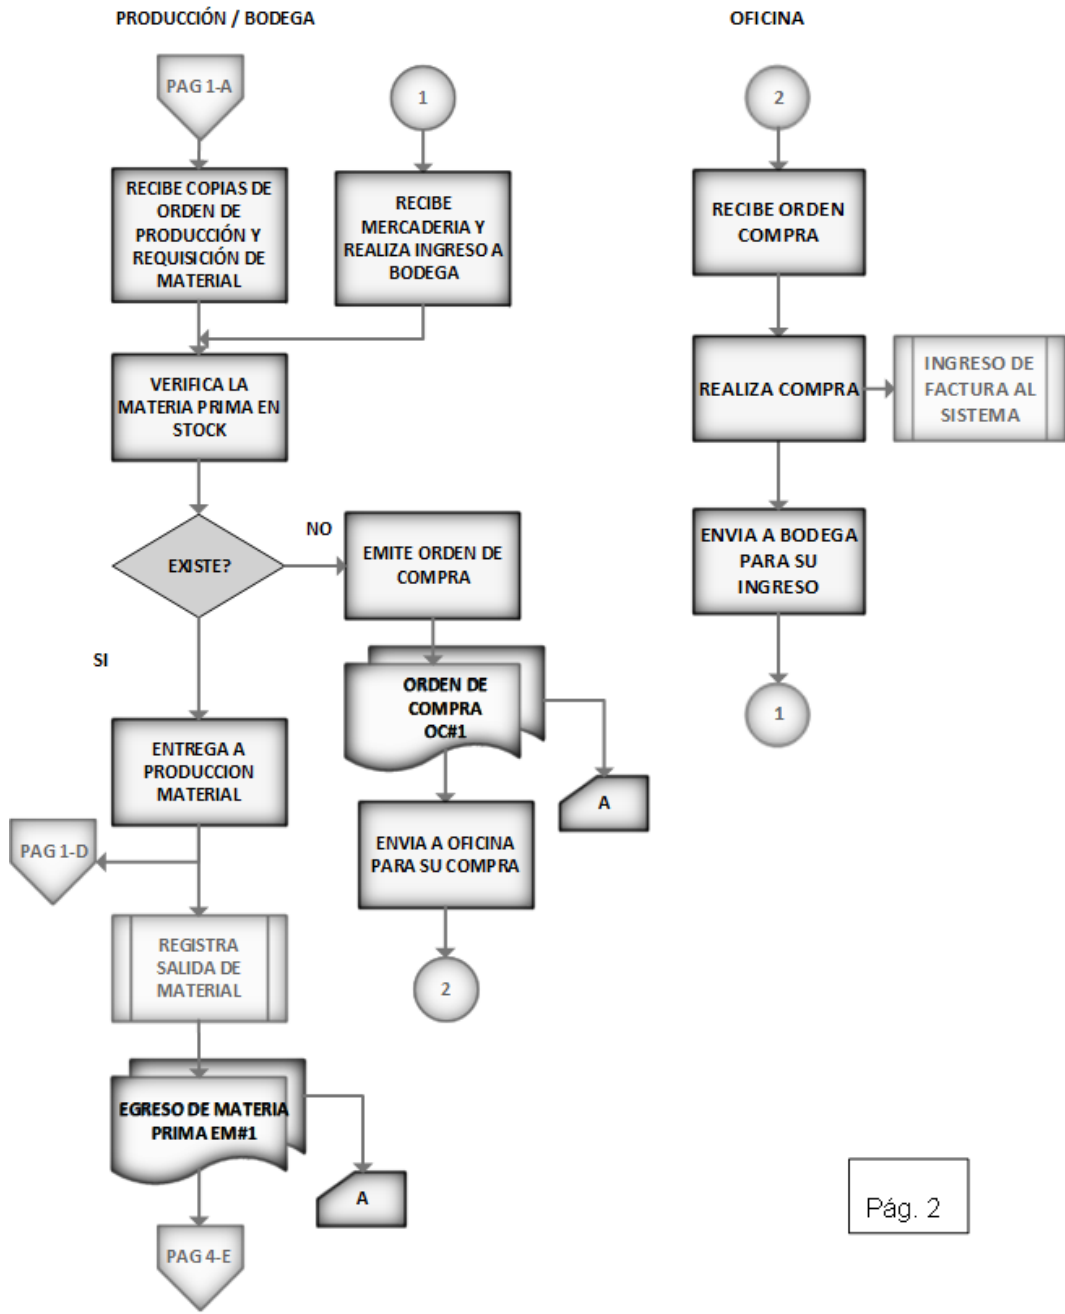 PRODUCCIÓN / BODEGA
OFICINA
PAG 1-A
1
2
RECIBE COPIAS DE
ORDEN DE
PRODUCCIÓN Y
REQUISICIÓN DE
MATERIAL
RECIBE
MERCADERIA Y
REALIZA INGRESO A
BODEGA
RECIBE ORDEN
COMPRA
VERIFICA LA
MATERIA PRIMA EN
STOCK
REALIZA COMPRA
INGRESO DE
FACTURA AL
SISTEMA
EXISTE?
NO
SI
EMITE ORDEN DE
COMPRA
ENVIA A BODEGA
PARA SU
INGRESO
ORDEN DE
COMPRA
OC#1
A
1
ENTREGA A
PRODUCCION
MATERIAL
PAG 1-D
ENVIA A OFICINA
PARA SU COMPRA
2
REGISTRA
SALIDA DE
MATERIAL
EGRESO DE MATERIA
PRIMA EM#1
A
PAG 4-E
Pág. 2